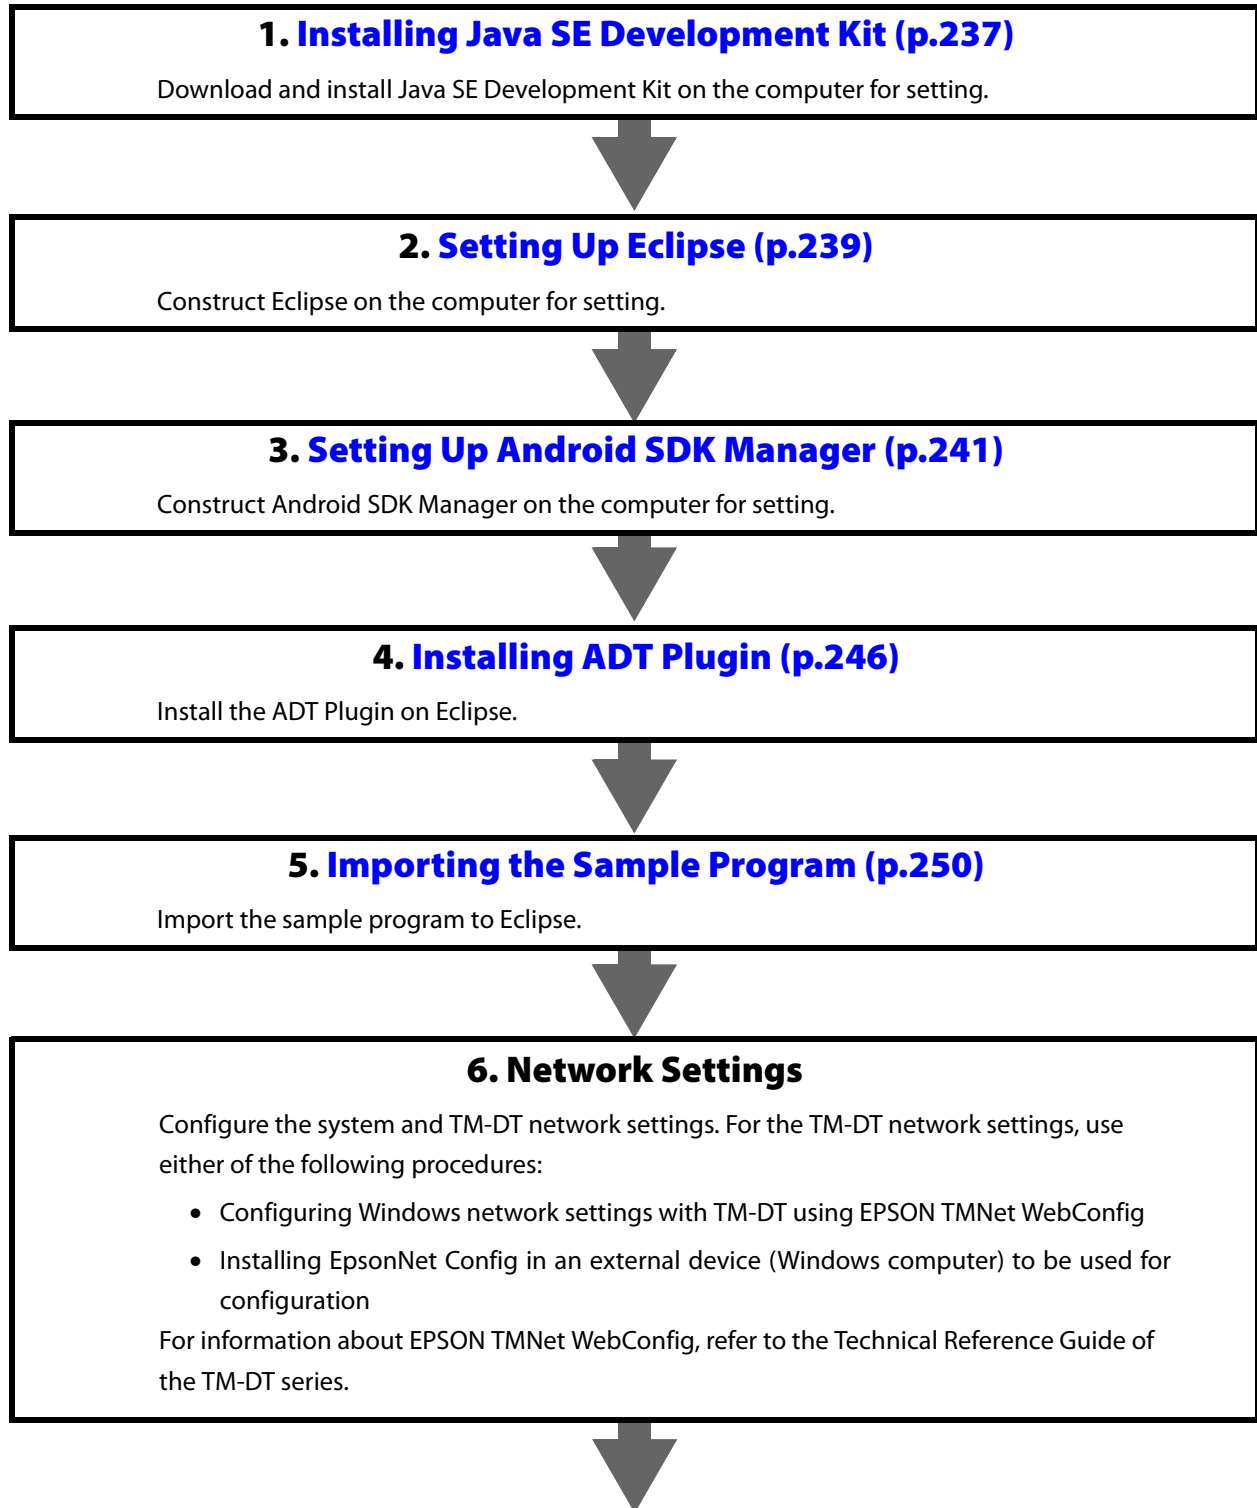 1. Installing Java SE Development Kit (p.237)
Download and install Java SE Development Kit on the computer for setting.
2. Setting Up Eclipse (p.239)
Construct Eclipse on the computer for setting.
3. Setting Up Android SDK Manager (p.241)
Construct Android SDK Manager on the computer for setting.
4. Installing ADT Plugin (p.246)
Install the ADT Plugin on Eclipse.
5. Importing the Sample Program (p.250)
Import the sample program to Eclipse.
6. Network Settings
Configure the system and TM-DT network settings. For the TM-DT network settings, use
either of the following procedures:
• Configuring Windows network settings with TM-DT using EPSON TMNet WebConfig
• Installing EpsonNet Config in an external device (Windows computer) to be used for
configuration
For information about EPSON TMNet WebConfig, refer to the Technical Reference Guide of
the TM-DT series.